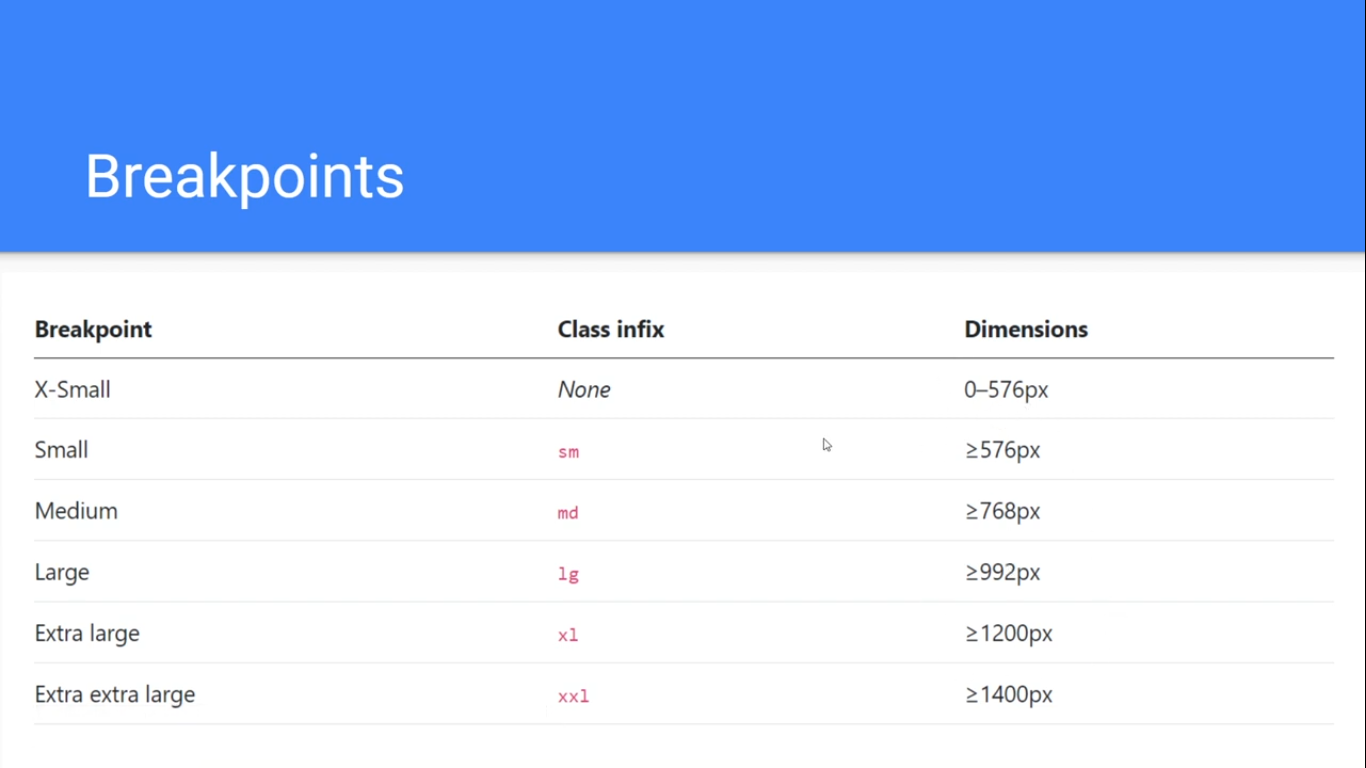 Breakpoints
Breakpoint Class infix Dimensions
X-Small None 0–576px
Small sm ≥576px
Medium md ≥768px
Large lg ≥992px
Extra large xl ≥1200px
Extra extra large xxl ≥1400px